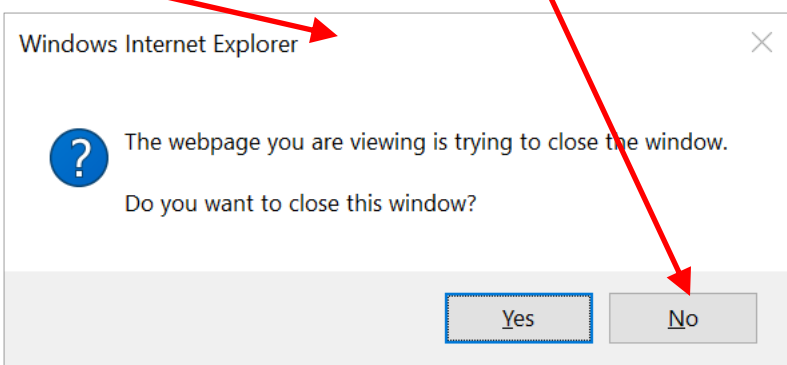 Windows Internet Explorer
?
The webpage you are viewing is trying to close the window.
Do you want to close this window?
Yes
No